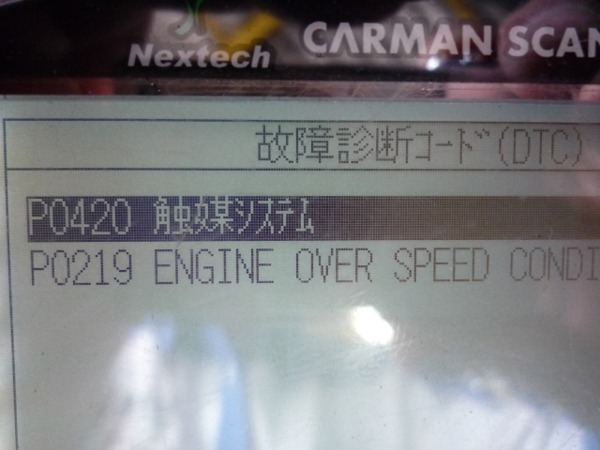 Nextech CARMAN SCAN
故障診断ｺｰﾄﾞ(DTC)
P0420 触媒ｼｽﾃﾑ
P0219 ENGINE OVER SPEED CONDI